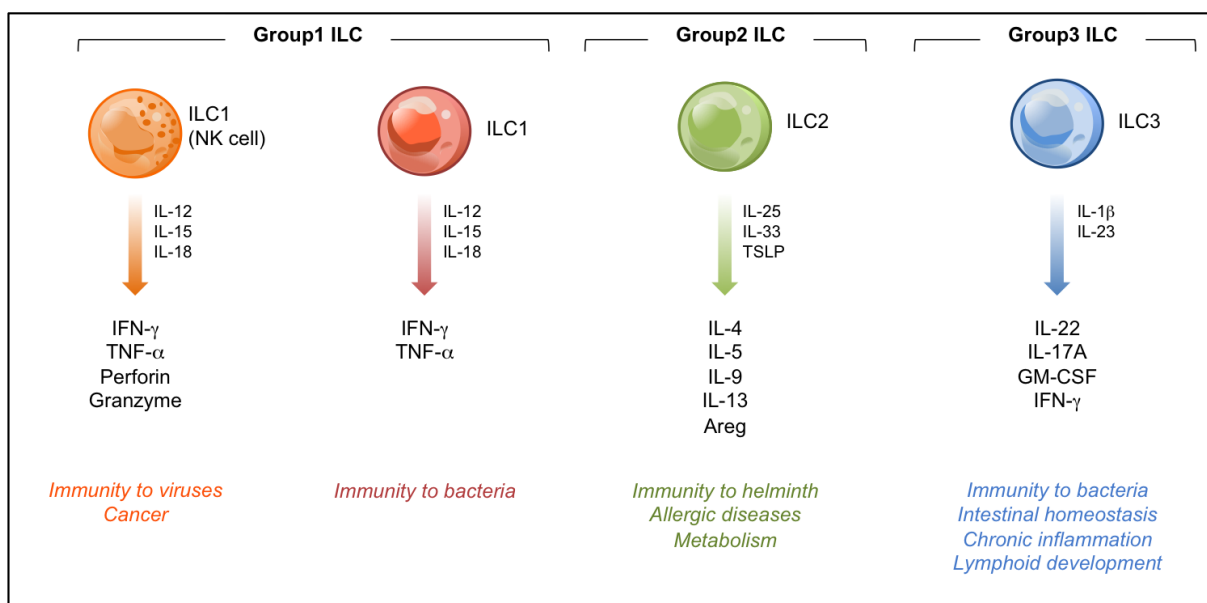 Group1 ILC
Group2 ILC
Group3 ILC
ILC1
(NK cell)
ILC1
ILC2
ILC3
IL-12
IL-15
IL-18
IL-12
IL-15
IL-18
IL-25
IL-33
TSLP
IL-1β
IL-23
IFN-γ
TNF-α
Perforin
Granzyme
IFN-γ
TNF-α
IL-4
IL-5
IL-9
IL-13
Areg
IL-22
IL-17A
GM-CSF
IFN-γ
Immunity to viruses
Cancer
Immunity to bacteria
Immunity to helminth
Allergic diseases
Metabolism
Immunity to bacteria
Intestinal homeostasis
Chronic inflammation
Lymphoid development